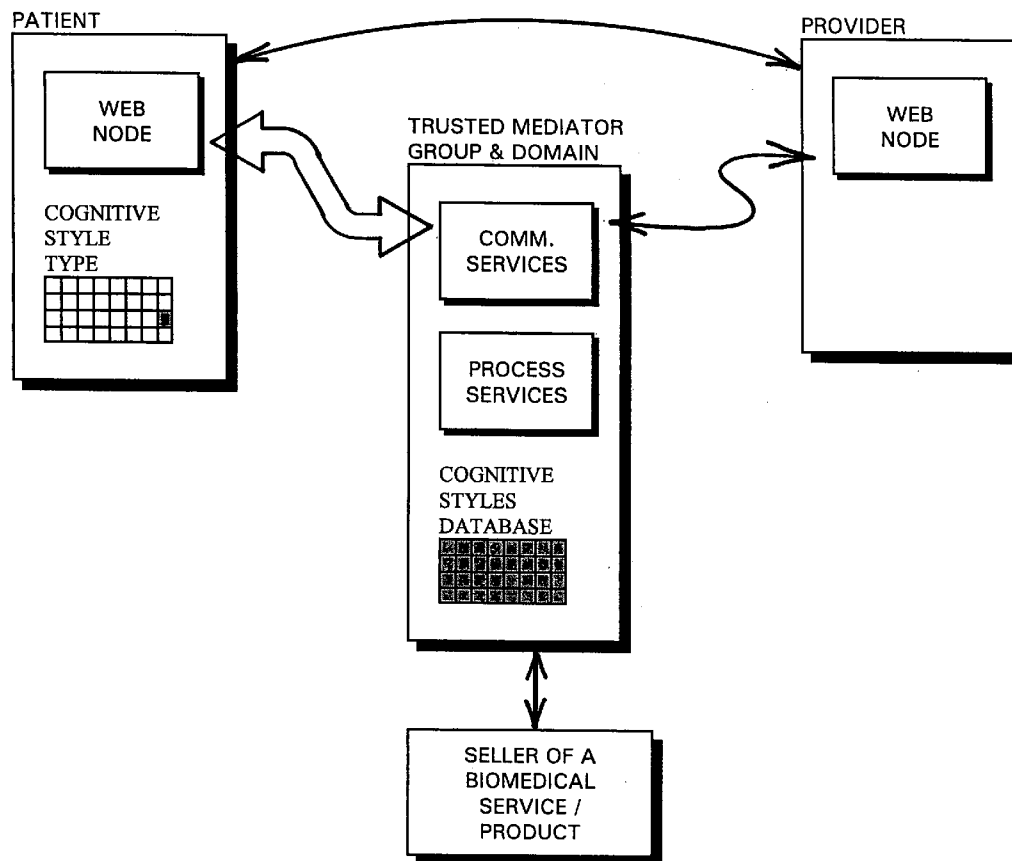 PATIENT
WEB
NODE
COGNITIVE
STYLE
TYPE
TRUSTED MEDIATOR
GROUP & DOMAIN
COMM.
SERVICES
PROCESS
SERVICES
COGNITIVE
STYLES
DATABASE
PROVIDER
WEB
NODE
SELLER OF A
BIOMEDICAL
SERVICE /
PRODUCT